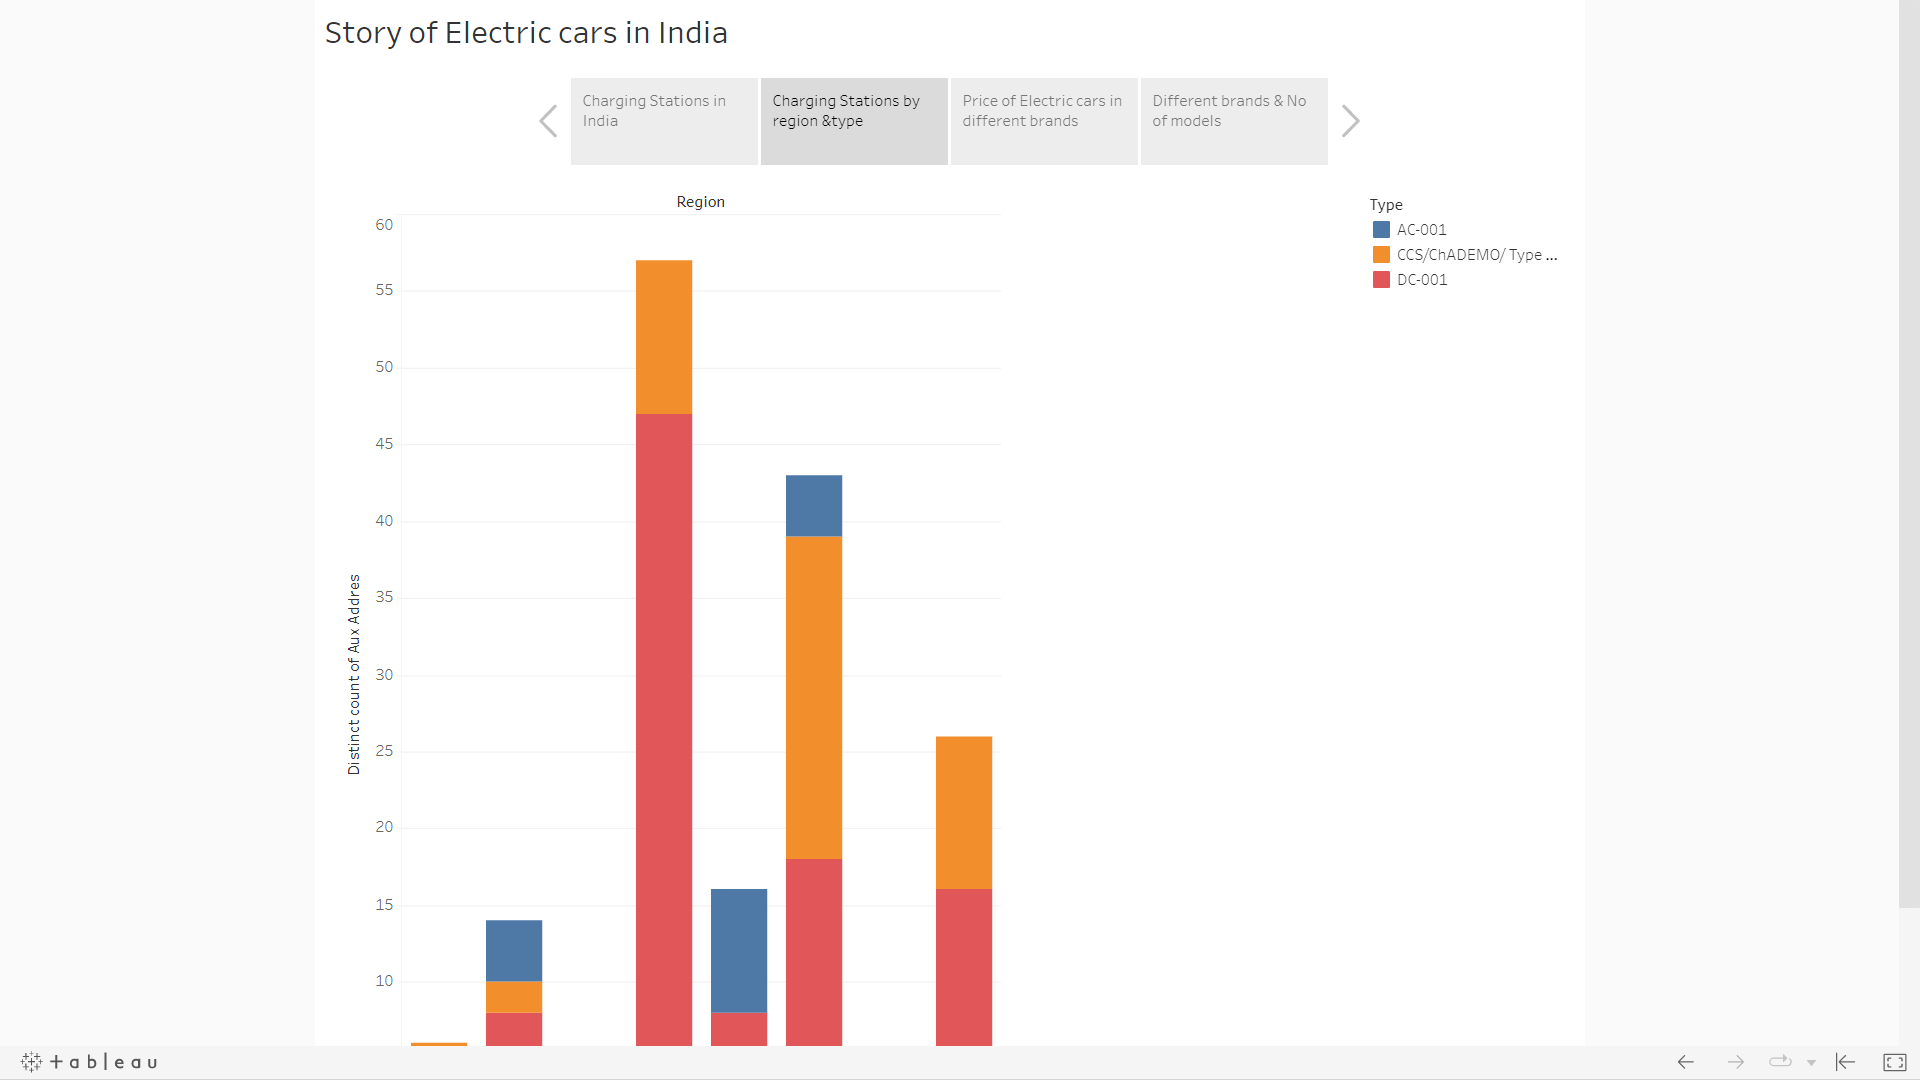 Story of Electric cars in India
Charging Stations in
India
Charging Stations by
region &type
Price of Electric cars in
different brands
Different brands & No
of models
Region
60
55
50
45
40
35
30
25
20
15
10
Distinct count of Aux Addres
Type
AC-001
CCS/ChADEMO/ Type ...
DC-001
+ableau